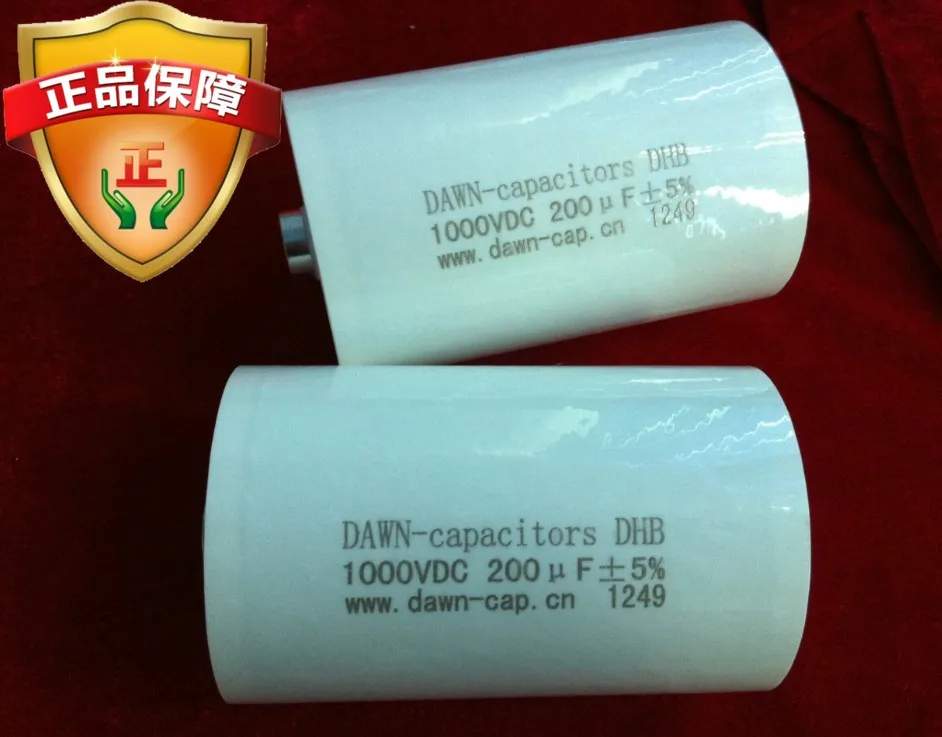 正品保障
正
DAWN-capacitors DHB
1000VDC 200μF±5%
www.dawn-cap.cn 1249
DAWN-capacitors DHB
1000VDC 200μF±5%
www.dawn-cap.cn 1249